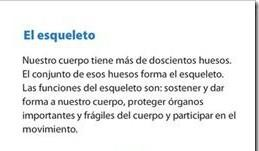 El esqueleto
Nuestro cuerpo tiene más de doscientos huesos.
El conjunto de esos huesos forma el esqueleto.
Las funciones del esqueleto son: sostener y dar
forma a nuestro cuerpo, proteger órganos
importantes y frágiles del cuerpo y participar en el
movimiento.